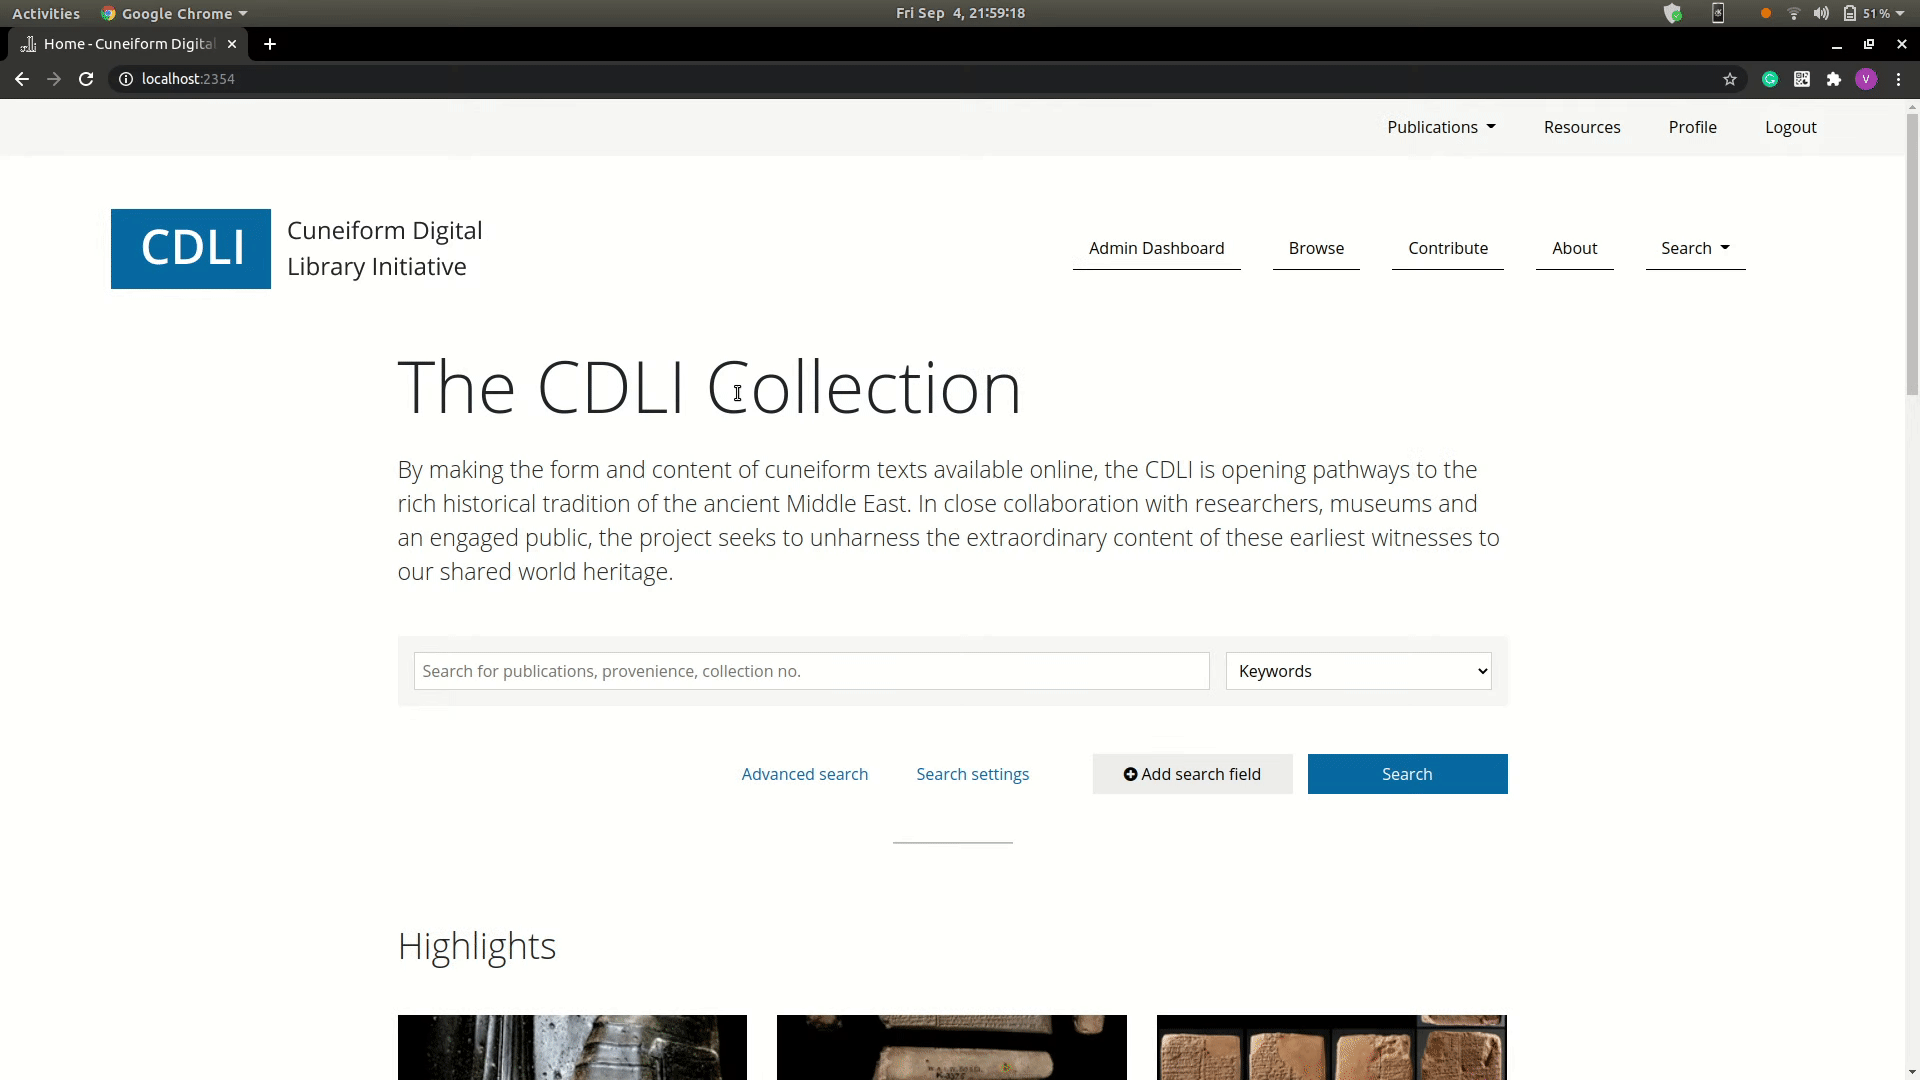 Activities Google Chrome Fri Sep 4, 21:59:18 51 %
Home - Cuneiform Digital
localhost:2354 V
Publications Resources Profile Logout
CDLI
Cuneiform Digital
Library Initiative
Admin Dashboard Browse Contribute About Search
The CDLI Collection
By making the form and content of cuneiform texts available online, the CDLI is opening pathways to the
rich historical tradition of the ancient Middle East. In close collaboration with researchers, museums and
an engaged public, the project seeks to unharness the extraordinary content of these earliest witnesses to
our shared world heritage.
Search for publications, provenience, collection no. Keywords
Advanced search Search settings Add search field Search
Highlights